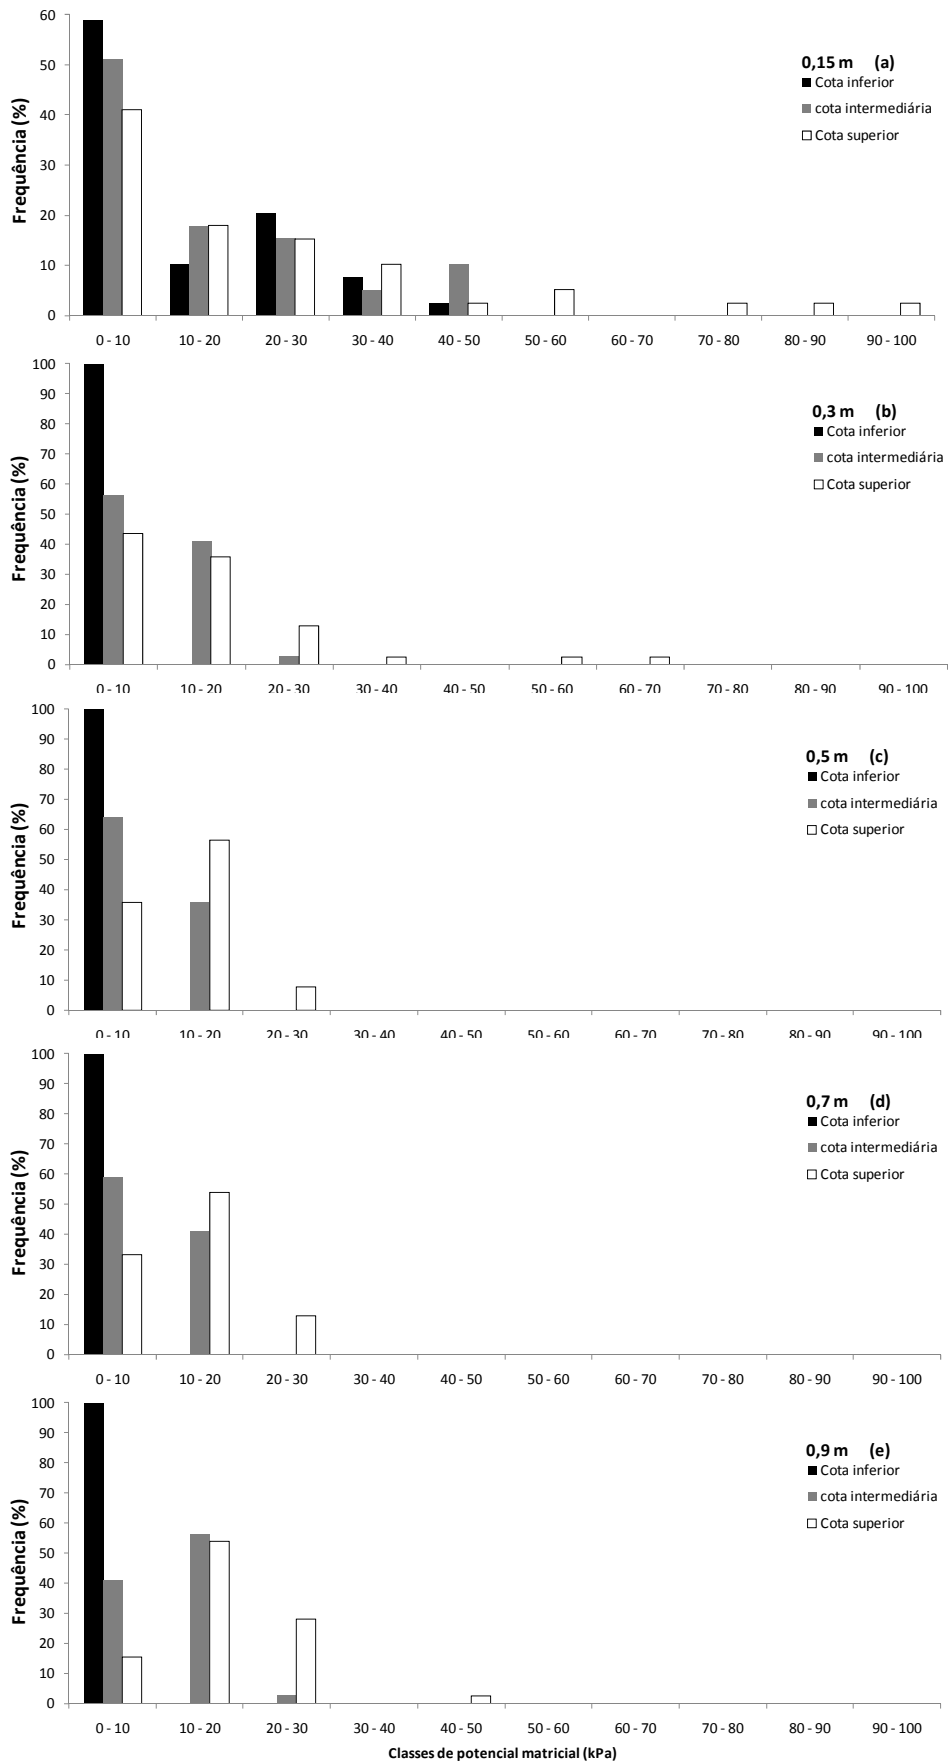 0,15 m (a)
Cota inferior
cota intermediária
Cota superior
Frequência (%)
60
50
40
30
20
10
0
0 - 10 10 - 20 20 - 30 30 - 40 40 - 50 50 - 60 60 - 70 70 - 80 80 - 90 90 - 100
0,3 m (b)
Cota inferior
cota intermediária
Cota superior
Frequência (%)
100
90
80
70
60
50
40
30
20
10
0
0 - 10 10 - 20 20 - 30 30 - 40 40 - 50 50 - 60 60 - 70 70 - 80 80 - 90 90 - 100
0,5 m (c)
Cota inferior
cota intermediária
Cota superior
Frequência (%)
100
90
80
70
60
50
40
30
20
10
0
0 - 10 10 - 20 20 - 30 30 - 40 40 - 50 50 - 60 60 - 70 70 - 80 80 - 90 90 - 100
0,7 m (d)
Cota inferior
cota intermediária
Cota superior
Frequência (%)
100
90
80
70
60
50
40
30
20
10
0
0 - 10 10 - 20 20 - 30 30 - 40 40 - 50 50 - 60 60 - 70 70 - 80 80 - 90 90 - 100
0,9 m (e)
Cota inferior
cota intermediária
Cota superior
Frequência (%)
100
90
80
70
60
50
40
30
20
10
0
0 - 10 10 - 20 20 - 30 30 - 40 40 - 50 50 - 60 60 - 70 70 - 80 80 - 90 90 - 100
Classes de potencial matricial (kPa)